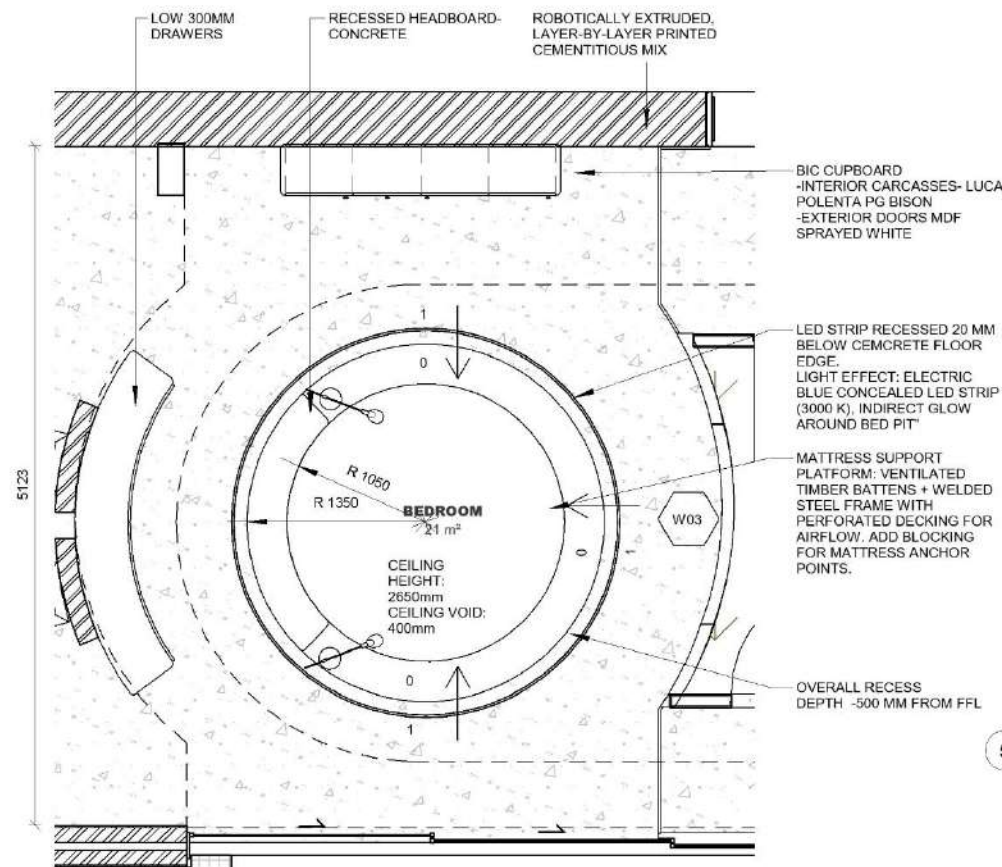 LOW 300MM
DRAWERS
RECESSED HEADBOARD-
CONCRETE
ROBOTICALLY EXTRUDED,
LAYER-BY-LAYER PRINTED
CEMENTITIOUS MIX
BIC CUPBOARD
-INTERIOR CARCASSES- LUCA
POLENTA PG BISON
-EXTERIOR DOORS MDF
SPRAYED WHITE
1
0
LED STRIP RECESSED 20 MM
BELOW CEMCRETE FLOOR
EDGE.
LIGHT EFFECT: ELECTRIC
BLUE CONCEALED LED STRIP
(3000 K), INDIRECT GLOW
AROUND BED PIT"
MATTRESS SUPPORT
PLATFORM: VENTILATED
TIMBER BATTENS + WELDED
STEEL FRAME WITH
PERFORATED DECKING FOR
AIRFLOW. ADD BLOCKING
FOR MATTRESS ANCHOR
POINTS.
5123
R 1050
R 1350
BEDROOM
21 m²
W03
0
1
CEILING
HEIGHT:
2650mm
CEILING VOID:
400mm
0
1
OVERALL RECESS
DEPTH -500 MM FROM FFL